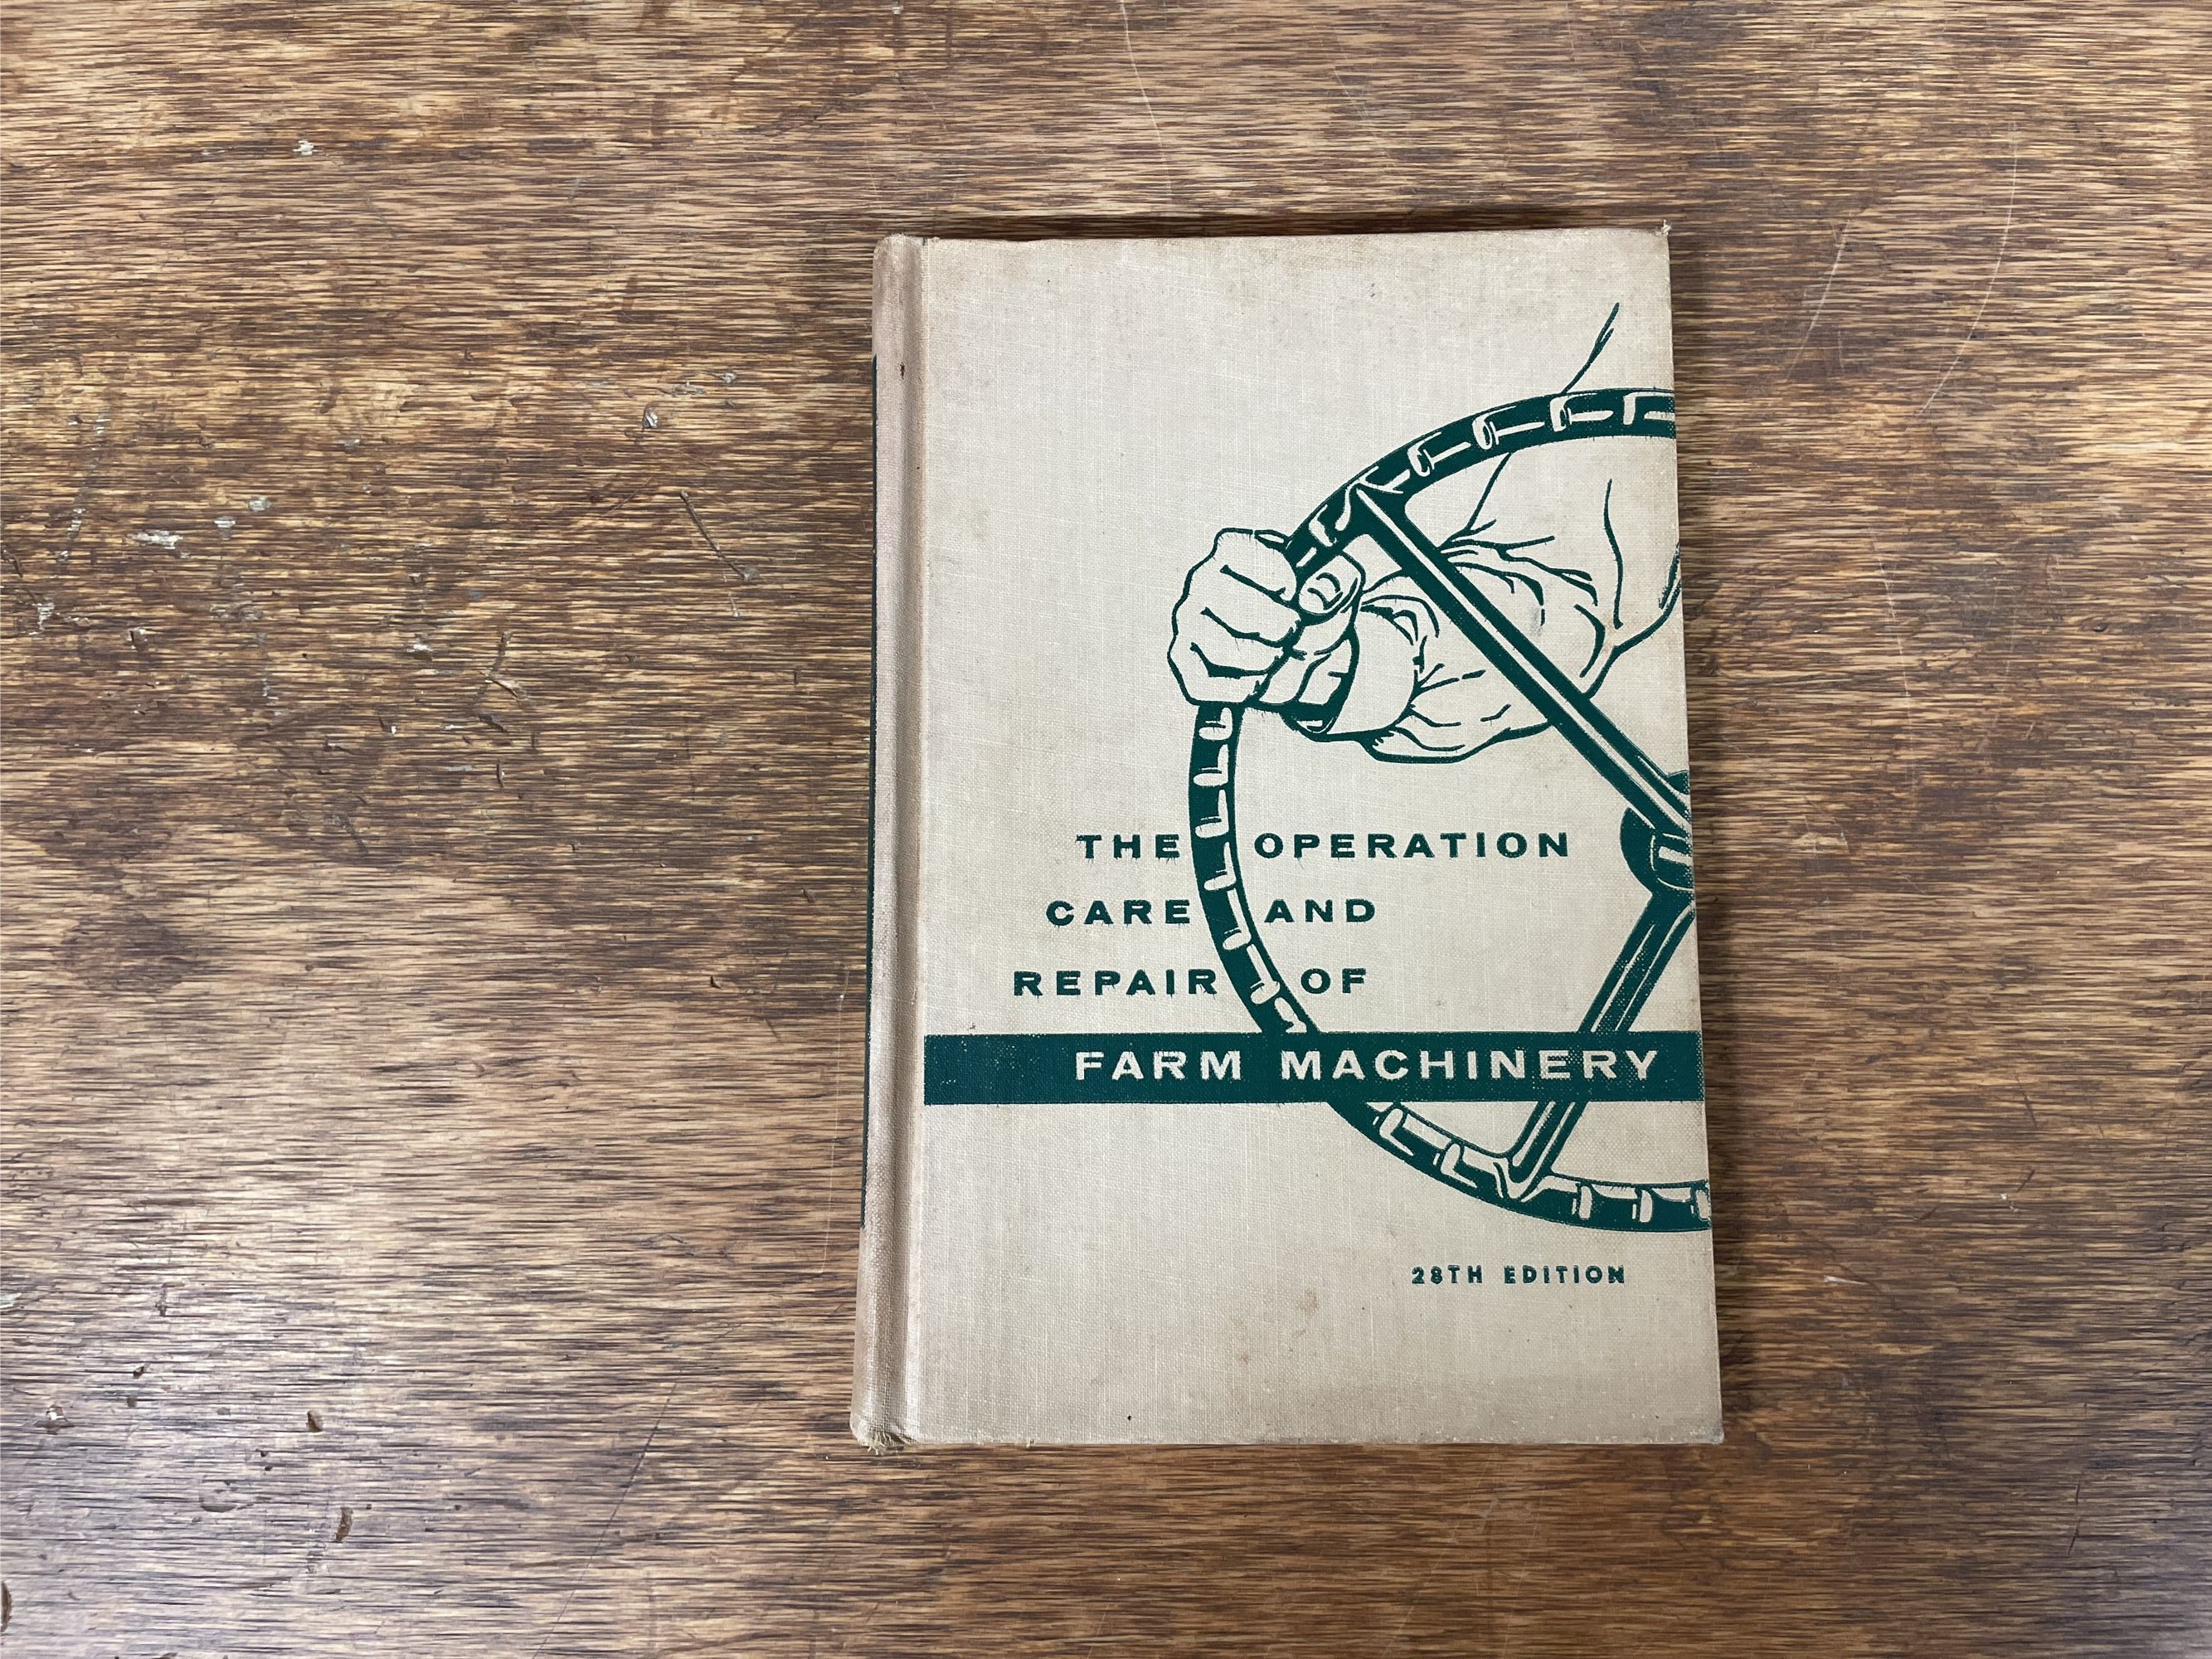 THE OPERATION
CARE AND
REPAIR OF
FARM MACHINERY
28TH EDITION